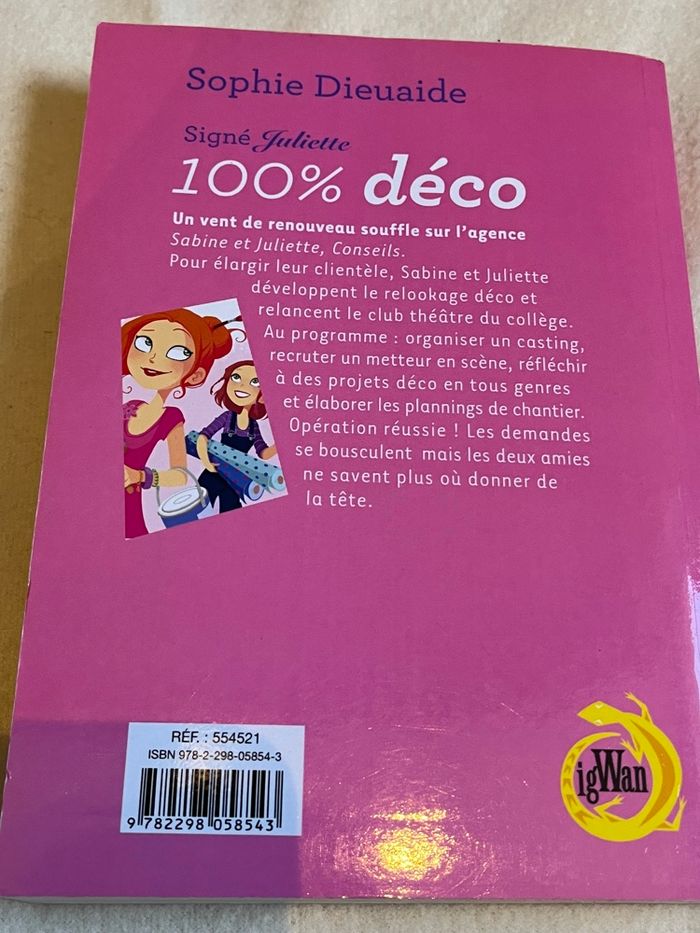 Sophie Dieuaide
Signé Juliette
100% déco
Un vent de renouveau souffle sur l'agence
Sabine et Juliette, Conseils.
Pour élargir leur clientèle, Sabine et Juliette
développent le relookage déco et
relancent le club théâtre du collège.
Au programme : organiser un casting,
recruter un metteur en scène, réfléchir
à des projets déco en tous genres
et élaborer les plannings de chantier.
Opération réussie ! Les demandes
se bousculent mais les deux amies
ne savent plus où donner de
la tête.
RÉF. : 554521
ISBN 978-2-298-05854-3
9 782298 058543
igWan